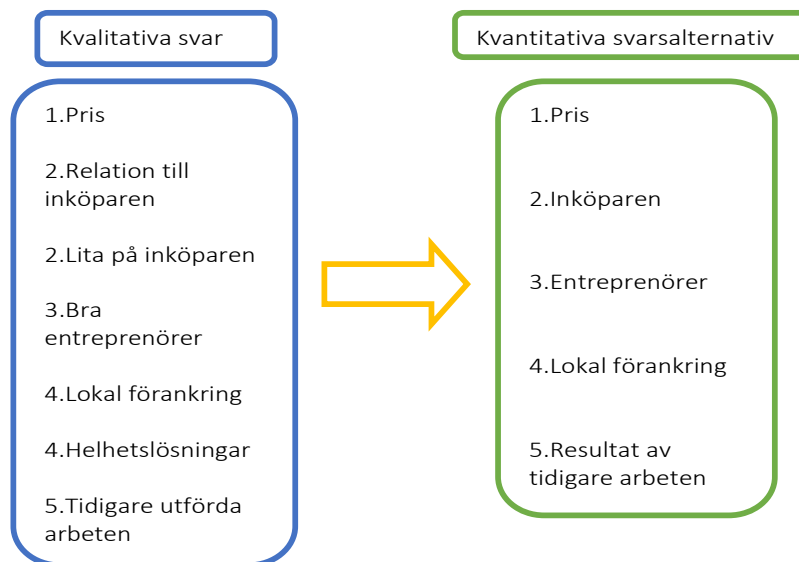 Kvalitativa svar
1.Pris
2.Relation till
inköparen
2.Lita på inköparen
3.Bra
entreprenörer
4.Lokal förankring
4.Helhetslösningar
5.Tidigare utförda
arbeten
Kvantitativa svarsalternativ
1.Pris
2.Inköparen
3.Entreprenörer
4.Lokal förankring
5.Resultat av
tidigare arbeten